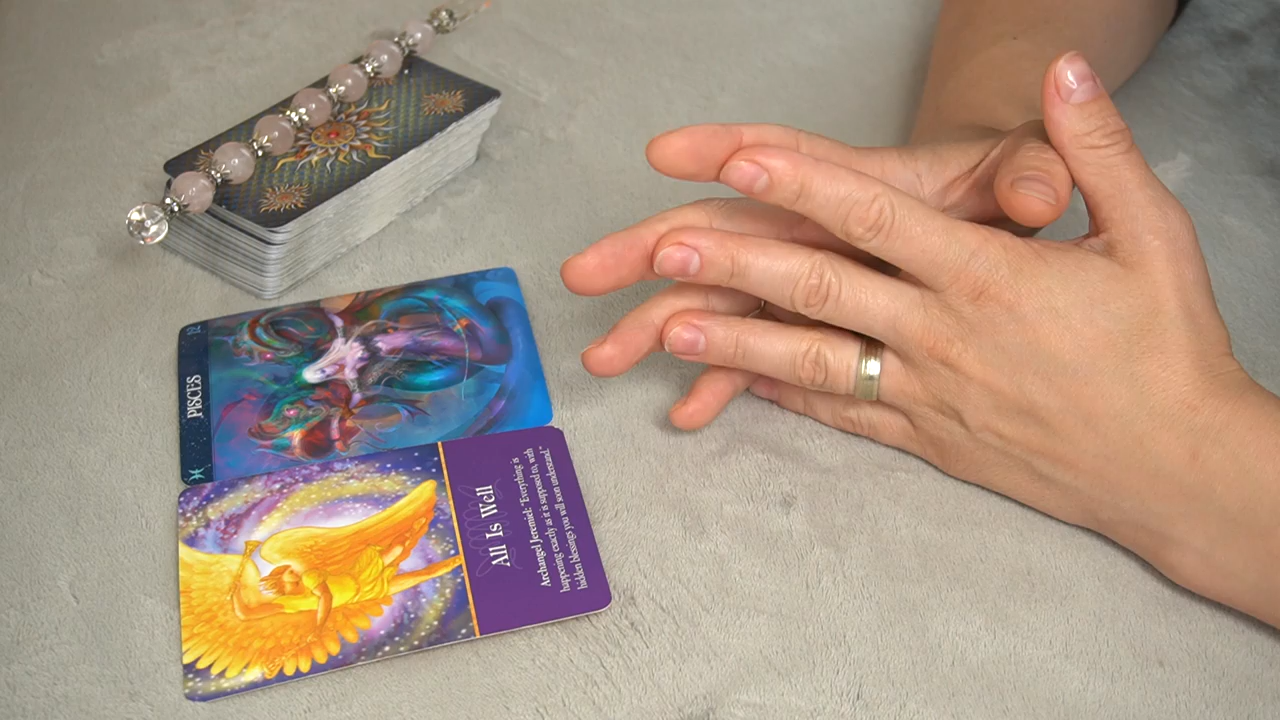 12
PISCES
All Is Well
Archangel Jeremiel: "Everything is
happening exactly as it is supposed to, with
hidden blessings you will soon understand."